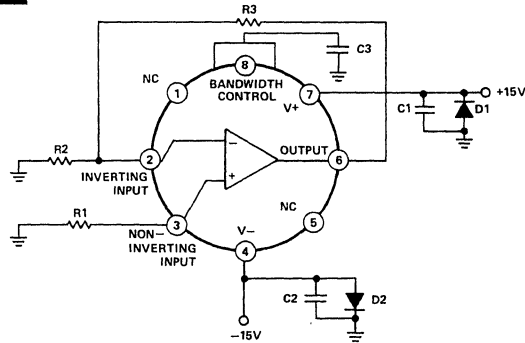 R3
C3
NC
8
BANDWIDTH
CONTROL
1
7
V+
+15V
C1
D1
R2
2
−
OUTPUT
6
INVERTING
INPUT
+
R1
3
NC
5
NON–
INVERTING
INPUT
V–
4
C2
D2
–15V